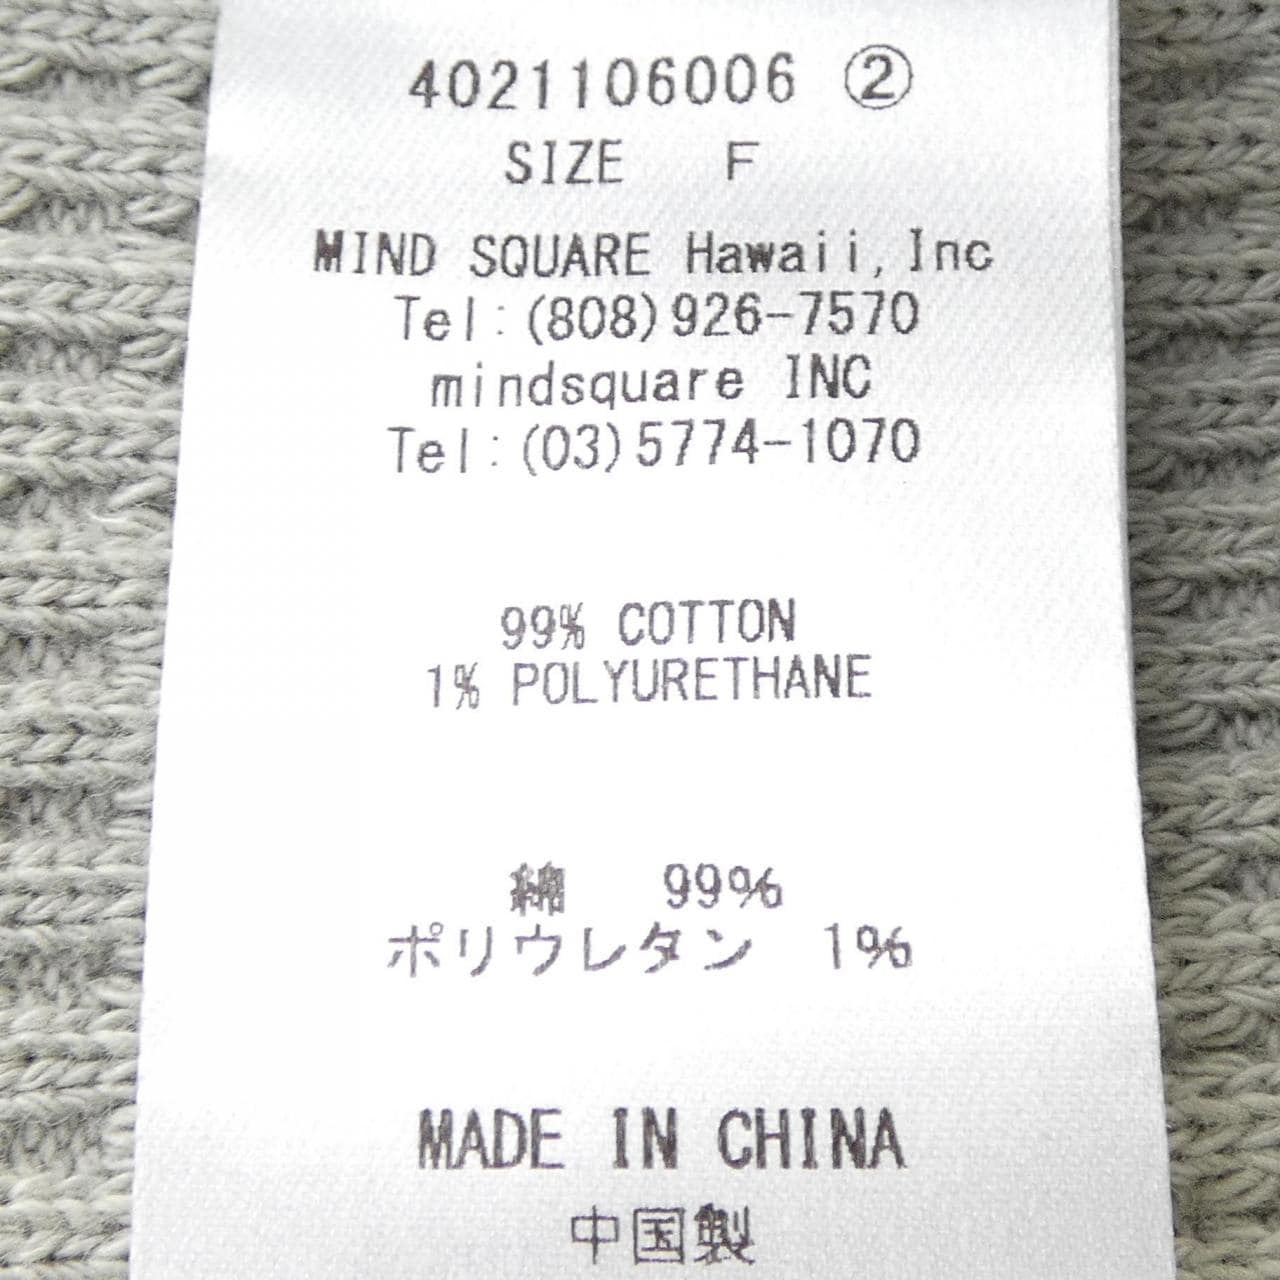 4021106006 ②
SIZE F
MIND SQUARE Hawaii, Inc
Tel:(808)926-7570
mindsquare INC
Tel:(03)5774-1070
99% COTTON
1% POLYURETHANE
綿 99%
ポリウレタン 1%
MADE IN CHINA
中国製